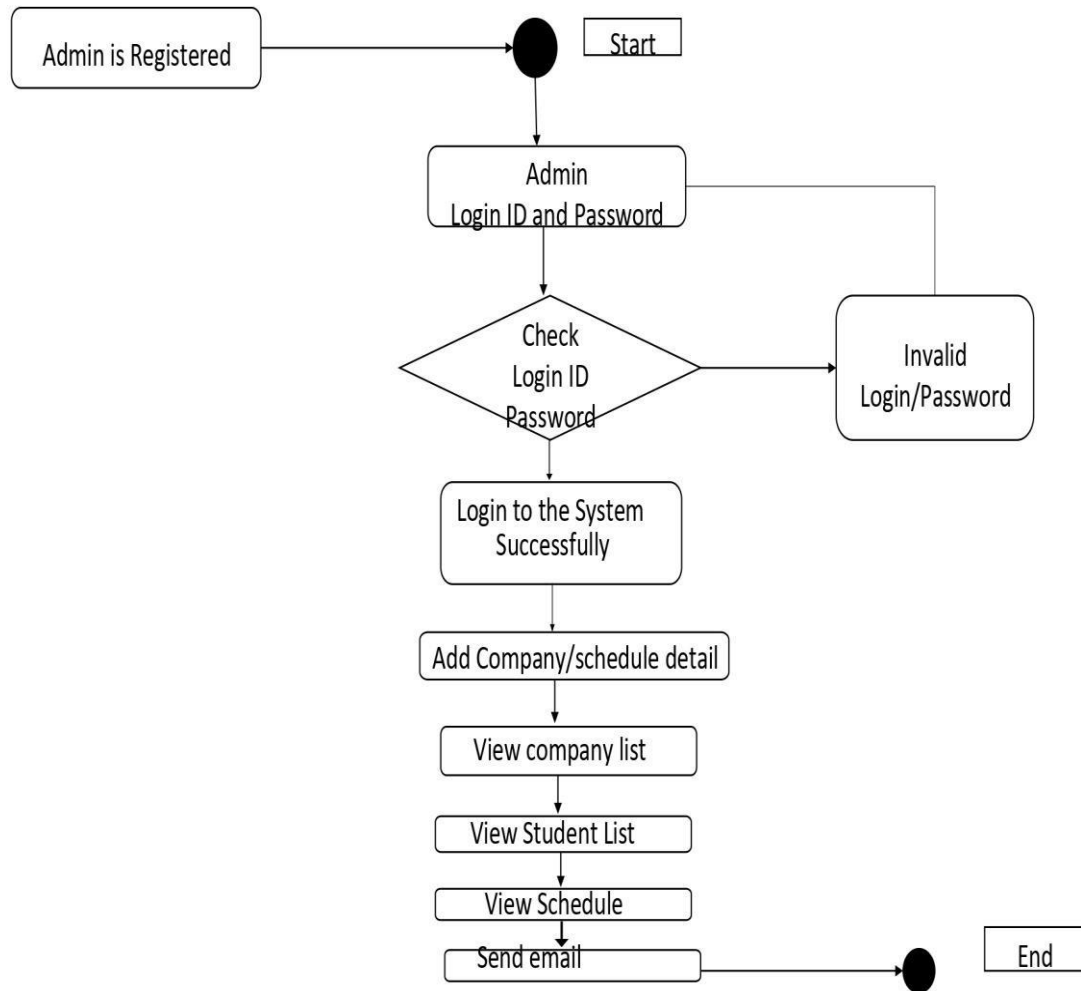 Admin is Registered
Start
Admin
Login ID and Password
Check
Login ID
Password
Invalid
Login/Password
Login to the System
Successfully
Add Company/schedule detail
View company list
View Student List
View Schedule
Send email
End